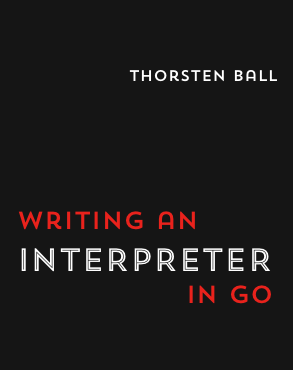 THORSTEN BALL
WRITING AN
INTERPRETER
IN GO